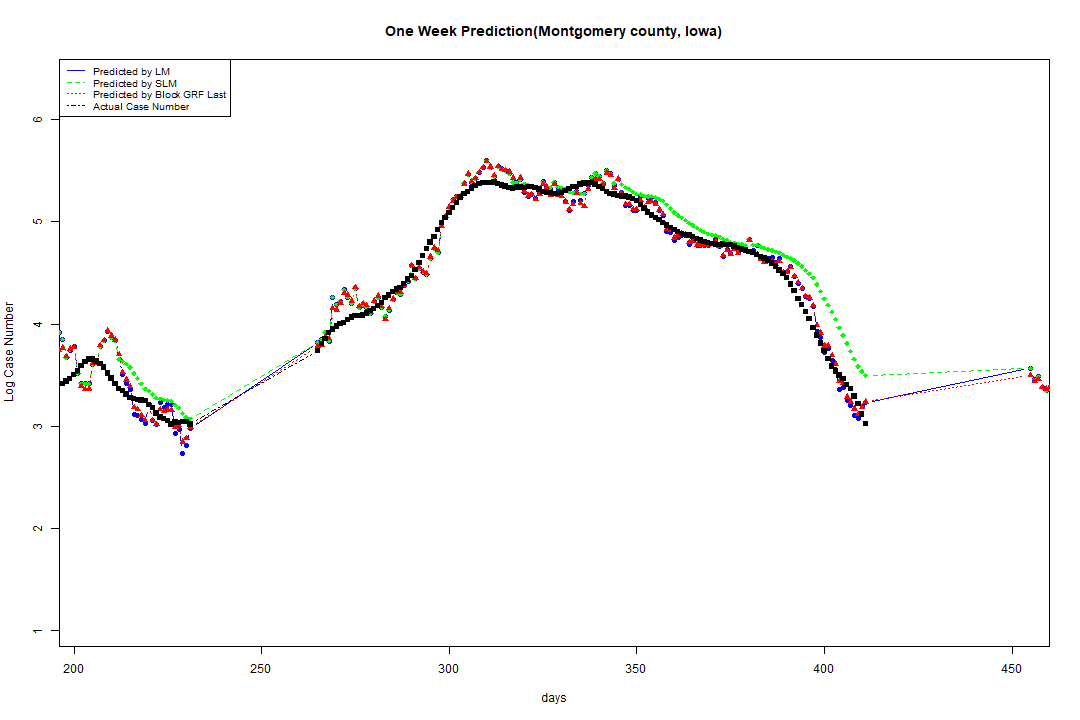 One Week Prediction(Montgomery county, Iowa)
Predicted by LM
Predicted by SLM
Predicted by Block GRF Last
Actual Case Number
Log Case Number
6
5
4
3
2
1
200 250 300 350 400 450
days